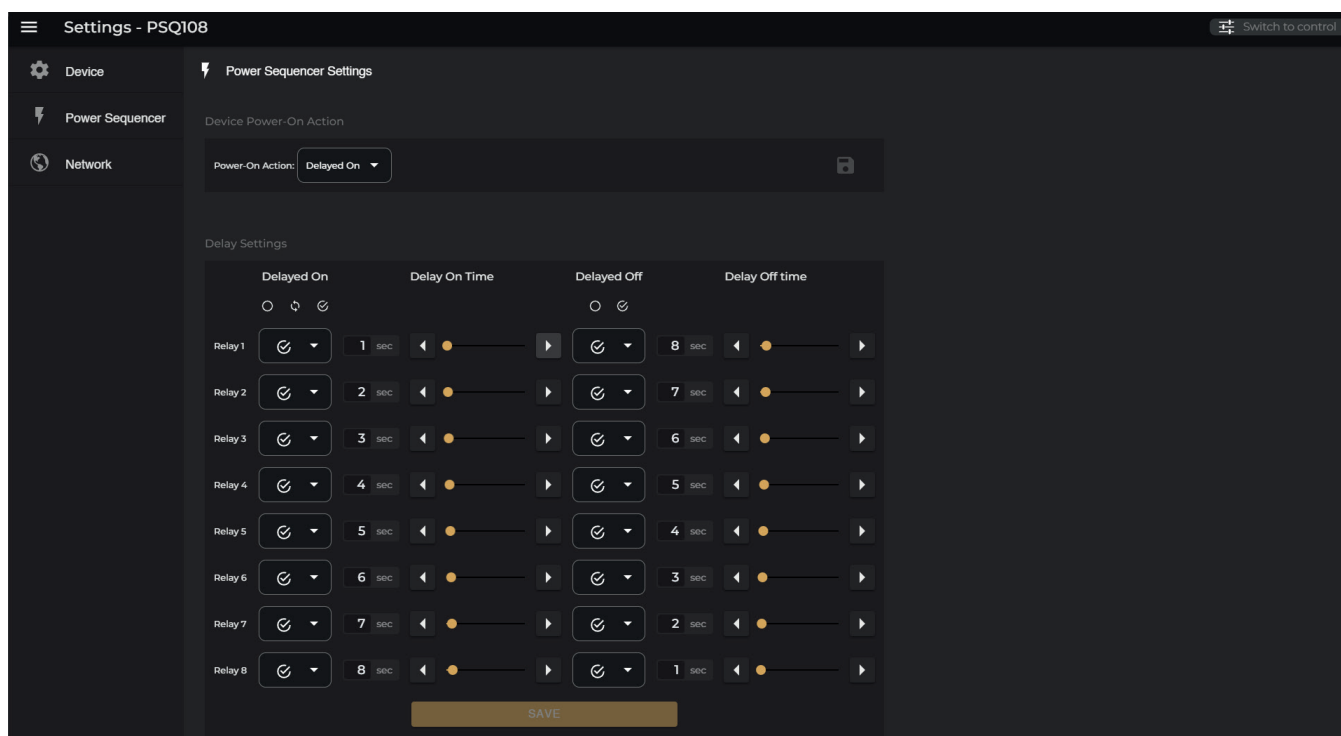 Settings - PSQ108
Switch to control
Device
Power Sequencer
Network
Power Sequencer Settings
Device Power-On Action
Power-On Action: Delayed On
Delay Settings
Delayed On Delay On Time Delayed Off Delay Off time
Relay 1 1 sec 8 sec
Relay 2 2 sec 7 sec
Relay 3 3 sec 6 sec
Relay 4 4 sec 5 sec
Relay 5 5 sec 4 sec
Relay 6 6 sec 3 sec
Relay 7 7 sec 2 sec
Relay 8 8 sec 1 sec
SAVE